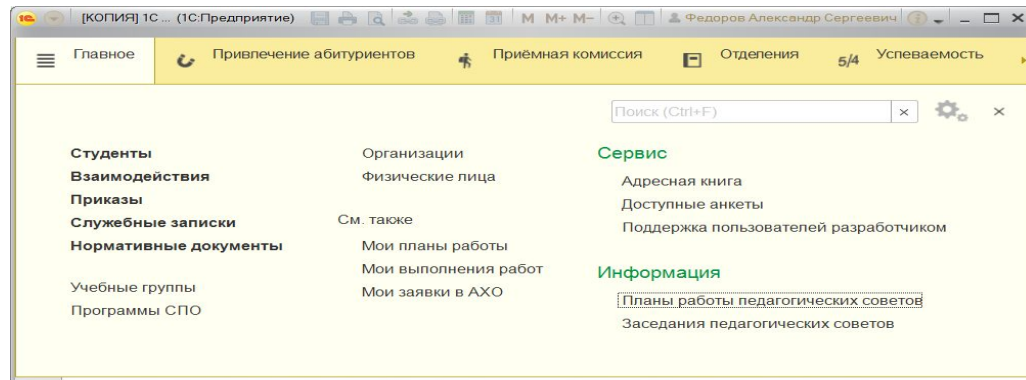 1С [КОПИЯ] 1С ... (1С:Предприятие) 31 M M+ M- Федоров Александр Сергеевич
Главное Привлечение абитуриентов Приёмная комиссия Отделения 5/4 Успеваемость
Поиск (Ctrl+F)
Студенты
Взаимодействия
Приказы
Служебные записки
Нормативные документы
Учебные группы
Программы СПО
Организации
Физические лица
См. также
Мои планы работы
Мои выполнения работ
Мои заявки в АХО
Сервис
Адресная книга
Доступные анкеты
Поддержка пользователей разработчиком
Информация
Планы работы педагогических советов
Заседания педагогических советов